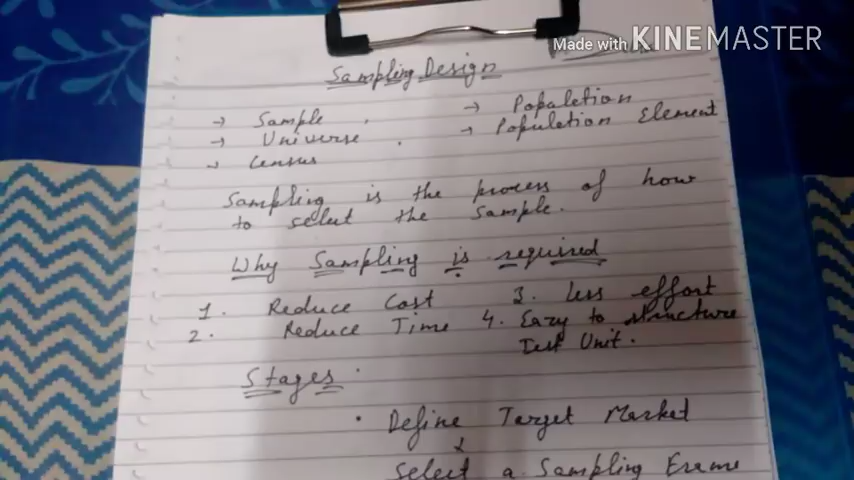 Made with KINEMASTER
Sampling Design
→ Sample → Population
→ Universe → Population Element
→ Census
Sampling is the process of how
to select the sample.
Why Sampling is required
1. Reduce Cost 3. Less effort
2. Reduce Time 4. Eazy to structure
Test Unit.
Stages
• Define Target Market
↓
Select a Sampling Frame